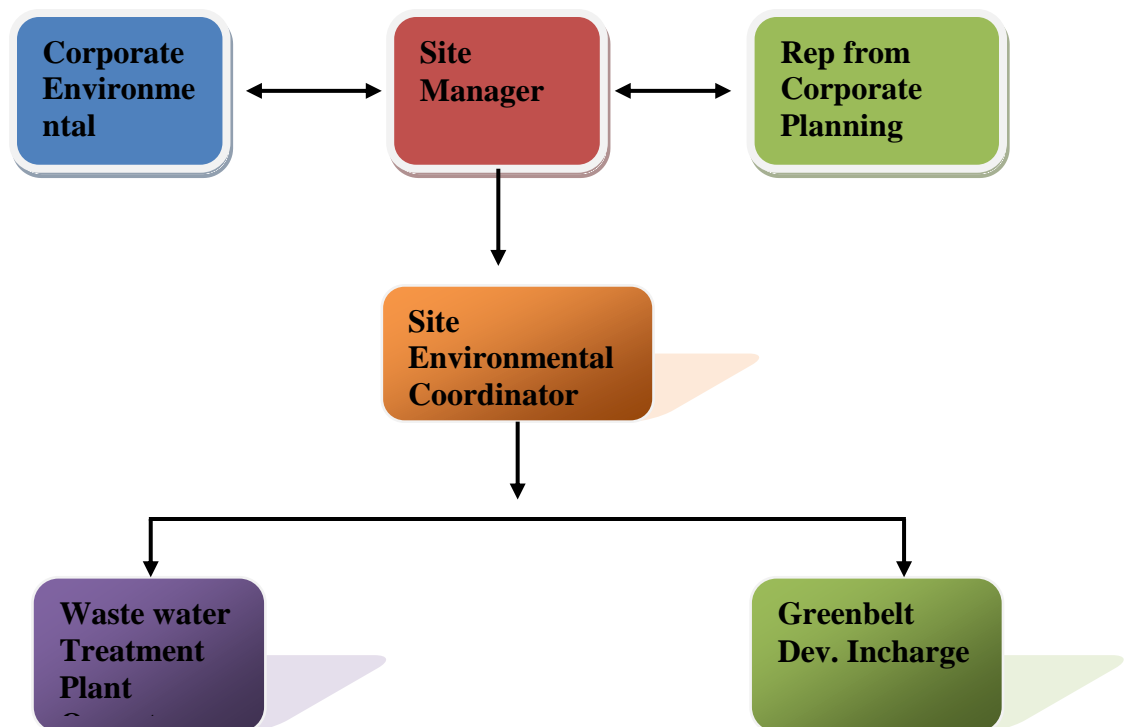 Corporate
Environme
ntal
Site
Manager
Rep from
Corporate
Planning
Site
Environmental
Coordinator
Waste water
Treatment
Plant
Greenbelt
Dev. Incharge